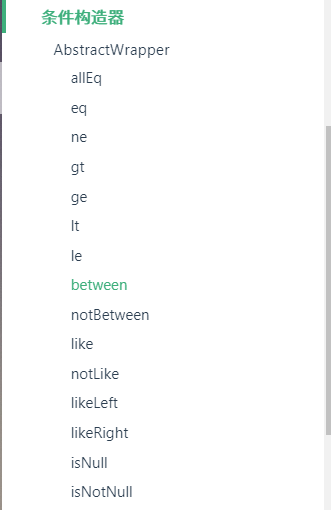 条件构造器
AbstractWrapper
allEq
eq
ne
gt
ge
lt
le
between
notBetween
like
notLike
likeLeft
likeRight
isNull
isNotNull